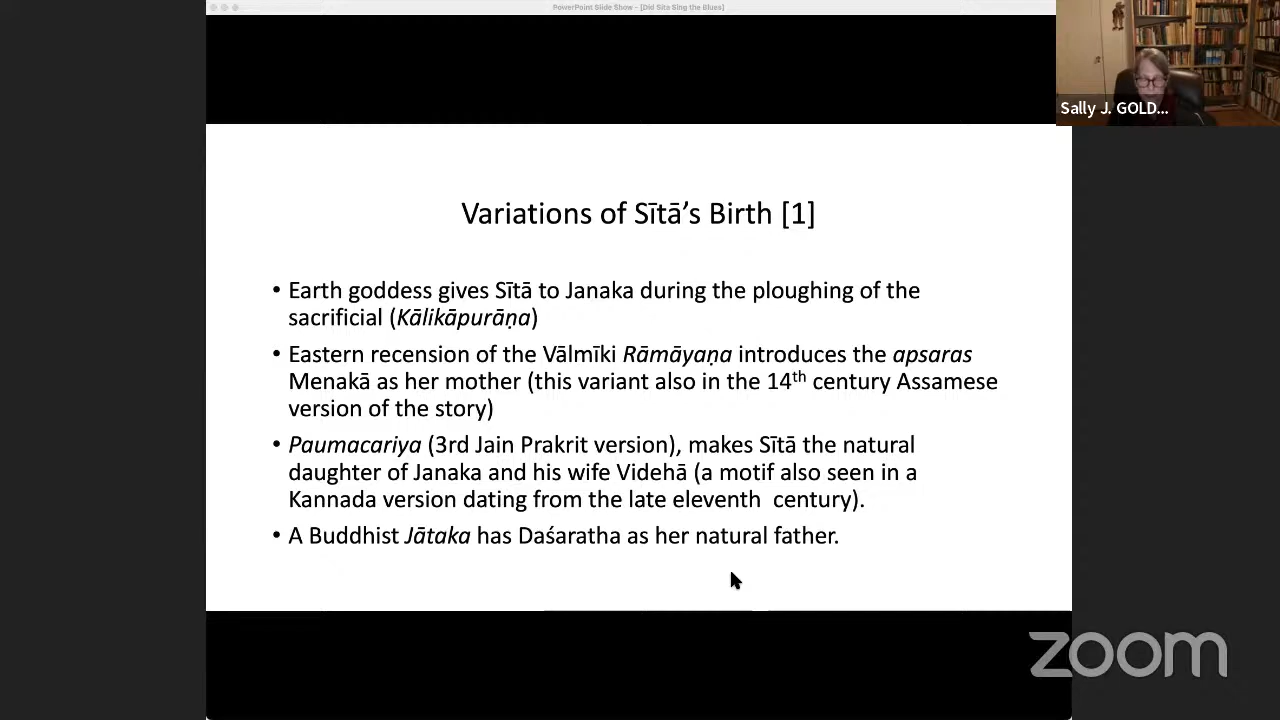 PowerPoint Slide Show - [Did Sita Sing the Blues]
Sally J. GOLD...
Variations of Sītā’s Birth [1]
• Earth goddess gives Sītā to Janaka during the ploughing of the
sacrificial (Kālikāpurāṇa)
• Eastern recension of the Vālmīki Rāmāyaṇa introduces the apsaras
Menakā as her mother (this variant also in the 14th century Assamese
version of the story)
• Paumacariya (3rd Jain Prakrit version), makes Sītā the natural
daughter of Janaka and his wife Videhā (a motif also seen in a
Kannada version dating from the late eleventh  century).
• A Buddhist Jātaka has Daśaratha as her natural father.
zoom